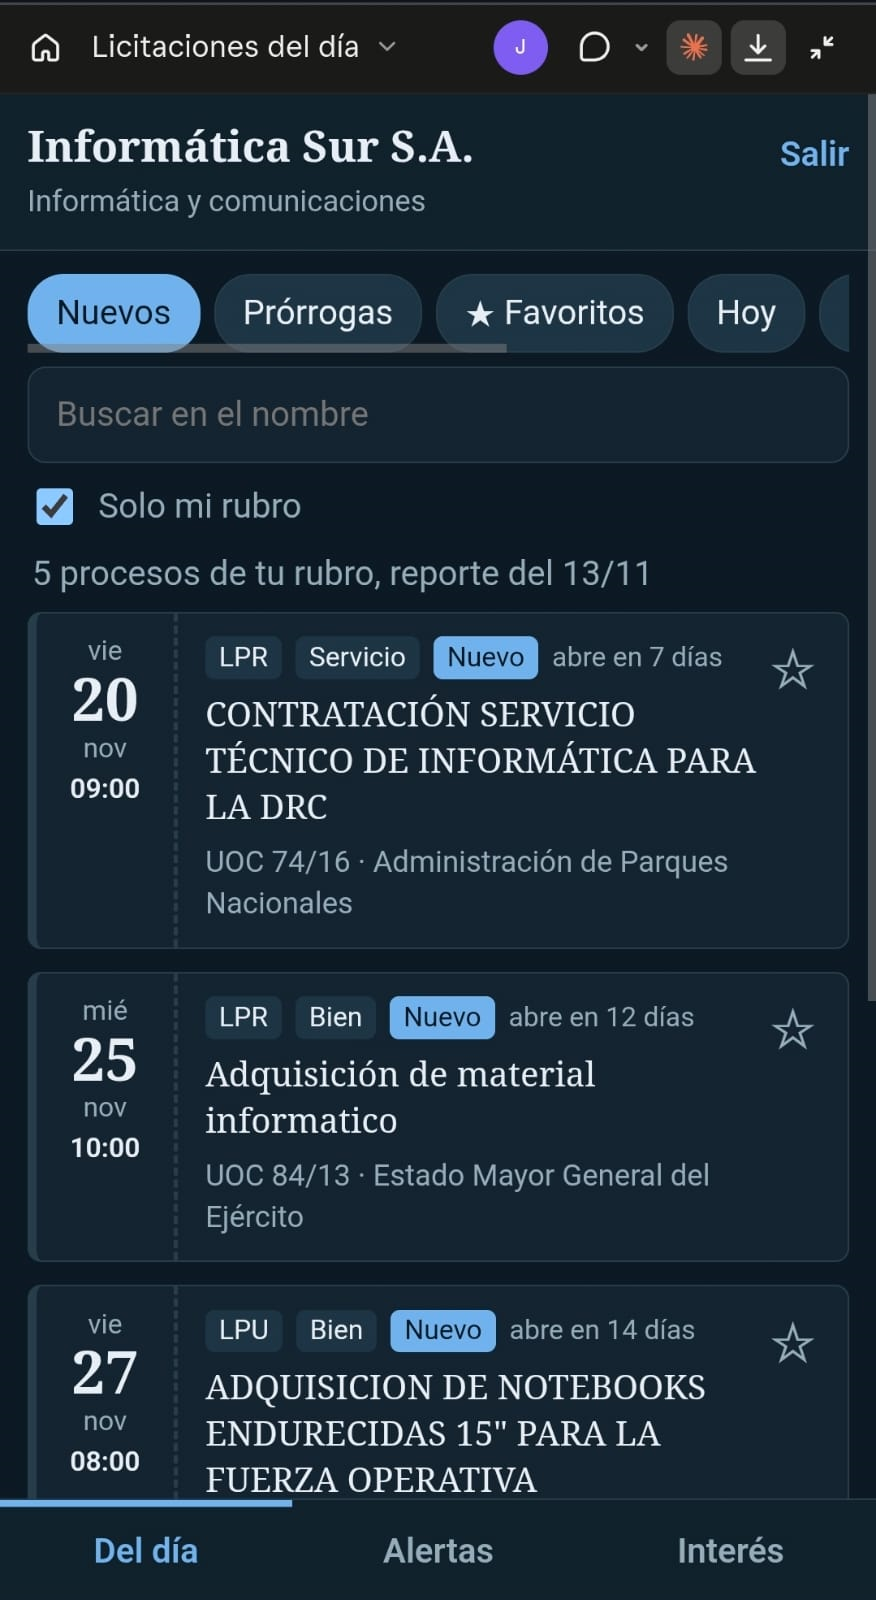 Licitaciones del día
J
Informática Sur S.A.
Salir
Informática y comunicaciones
Nuevos
Prórrogas
★ Favoritos
Hoy
Buscar en el nombre
Solo mi rubro
5 procesos de tu rubro, reporte del 13/11
vie
20
nov
09:00
LPR Servicio Nuevo abre en 7 días
CONTRATACIÓN SERVICIO
TÉCNICO DE INFORMÁTICA PARA
LA DRC
UOC 74/16 · Administración de Parques
Nacionales
mié
25
nov
10:00
LPR Bien Nuevo abre en 12 días
Adquisición de material
informatico
UOC 84/13 · Estado Mayor General del
Ejército
vie
27
nov
08:00
LPU Bien Nuevo abre en 14 días
ADQUISICION DE NOTEBOOKS
ENDURECIDAS 15" PARA LA
FUERZA OPERATIVA
Del día
Alertas
Interés